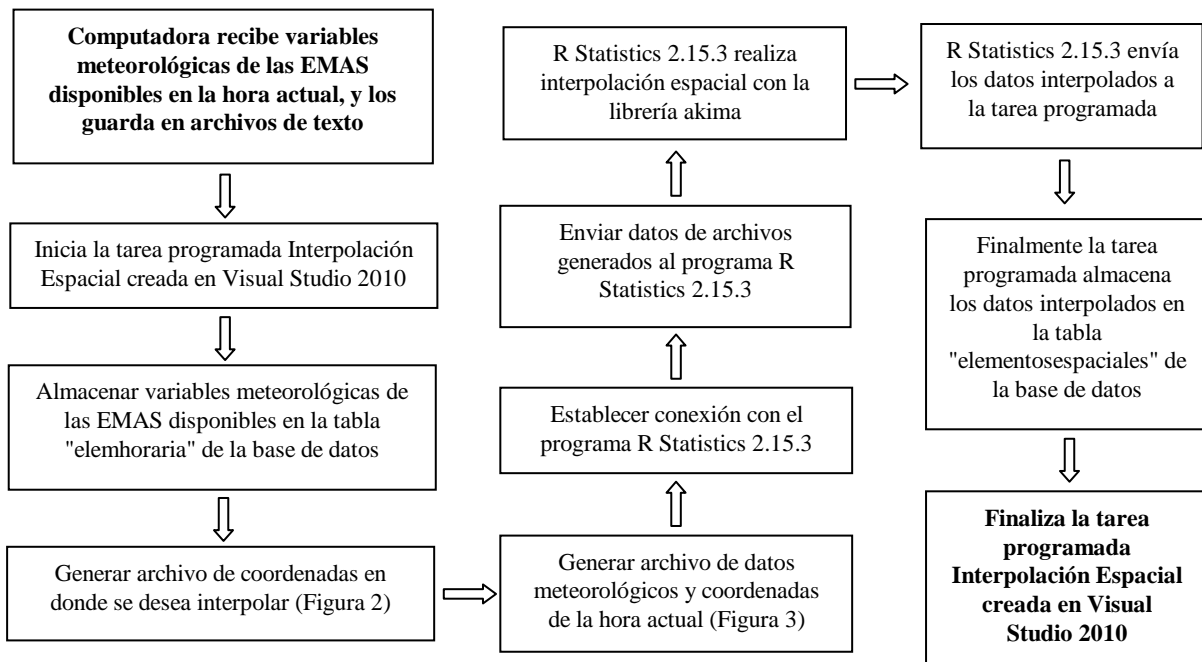 Computadora recibe variables
meteorológicas de las EMAS
disponibles en la hora actual, y los
guarda en archivos de texto
Inicia la tarea programada Interpolación
Espacial creada en Visual Studio 2010
Almacenar variables meteorológicas de
las EMAS disponibles en la tabla
"elemhoraria" de la base de datos
Generar archivo de coordenadas en
donde se desea interpolar (Figura 2)
Generar archivo de datos
meteorológicos y coordenadas
de la hora actual (Figura 3)
Establecer conexión con el
programa R Statistics 2.15.3
Enviar datos de archivos
generados al programa R
Statistics 2.15.3
R Statistics 2.15.3 realiza
interpolación espacial con la
librería akima
R Statistics 2.15.3 envía
los datos interpolados a
la tarea programada
Finalmente la tarea
programada almacena
los datos interpolados en
la tabla
"elementosespaciales" de
la base de datos
Finaliza la tarea
programada
Interpolación Espacial
creada en Visual
Studio 2010